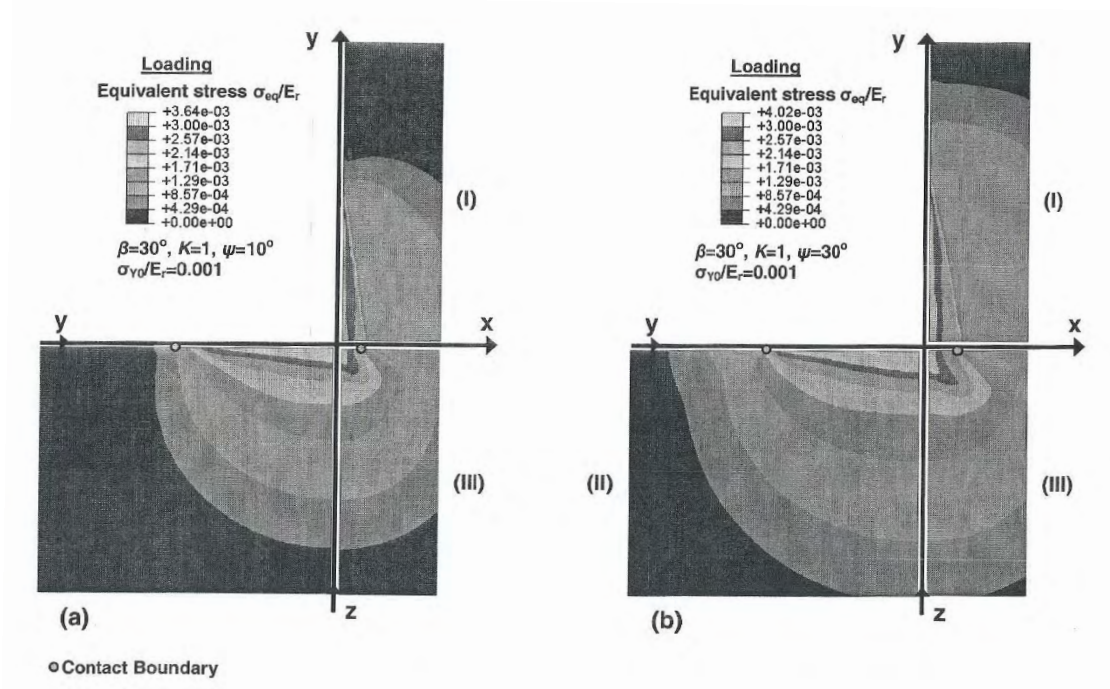 y
Loading
Equivalent stress σeq/Er
+3.64e-03
+3.00e-03
+2.57e-03
+2.14e-03
+1.71e-03
+1.29e-03
+8.57e-04
+4.29e-04
+0.00e+00
β=30°, K=1, ψ=10°
σY0/Er=0.001
(I)
y
x
(III)
z
(a)
y
Loading
Equivalent stress σeq/Er
+4.02e-03
+3.00e-03
+2.57e-03
+2.14e-03
+1.71e-03
+1.29e-03
+8.57e-04
+4.29e-04
+0.00e+00
β=30°, K=1, ψ=30°
σY0/Er=0.001
(I)
y
x
(II)
(III)
z
(b)
Contact Boundary